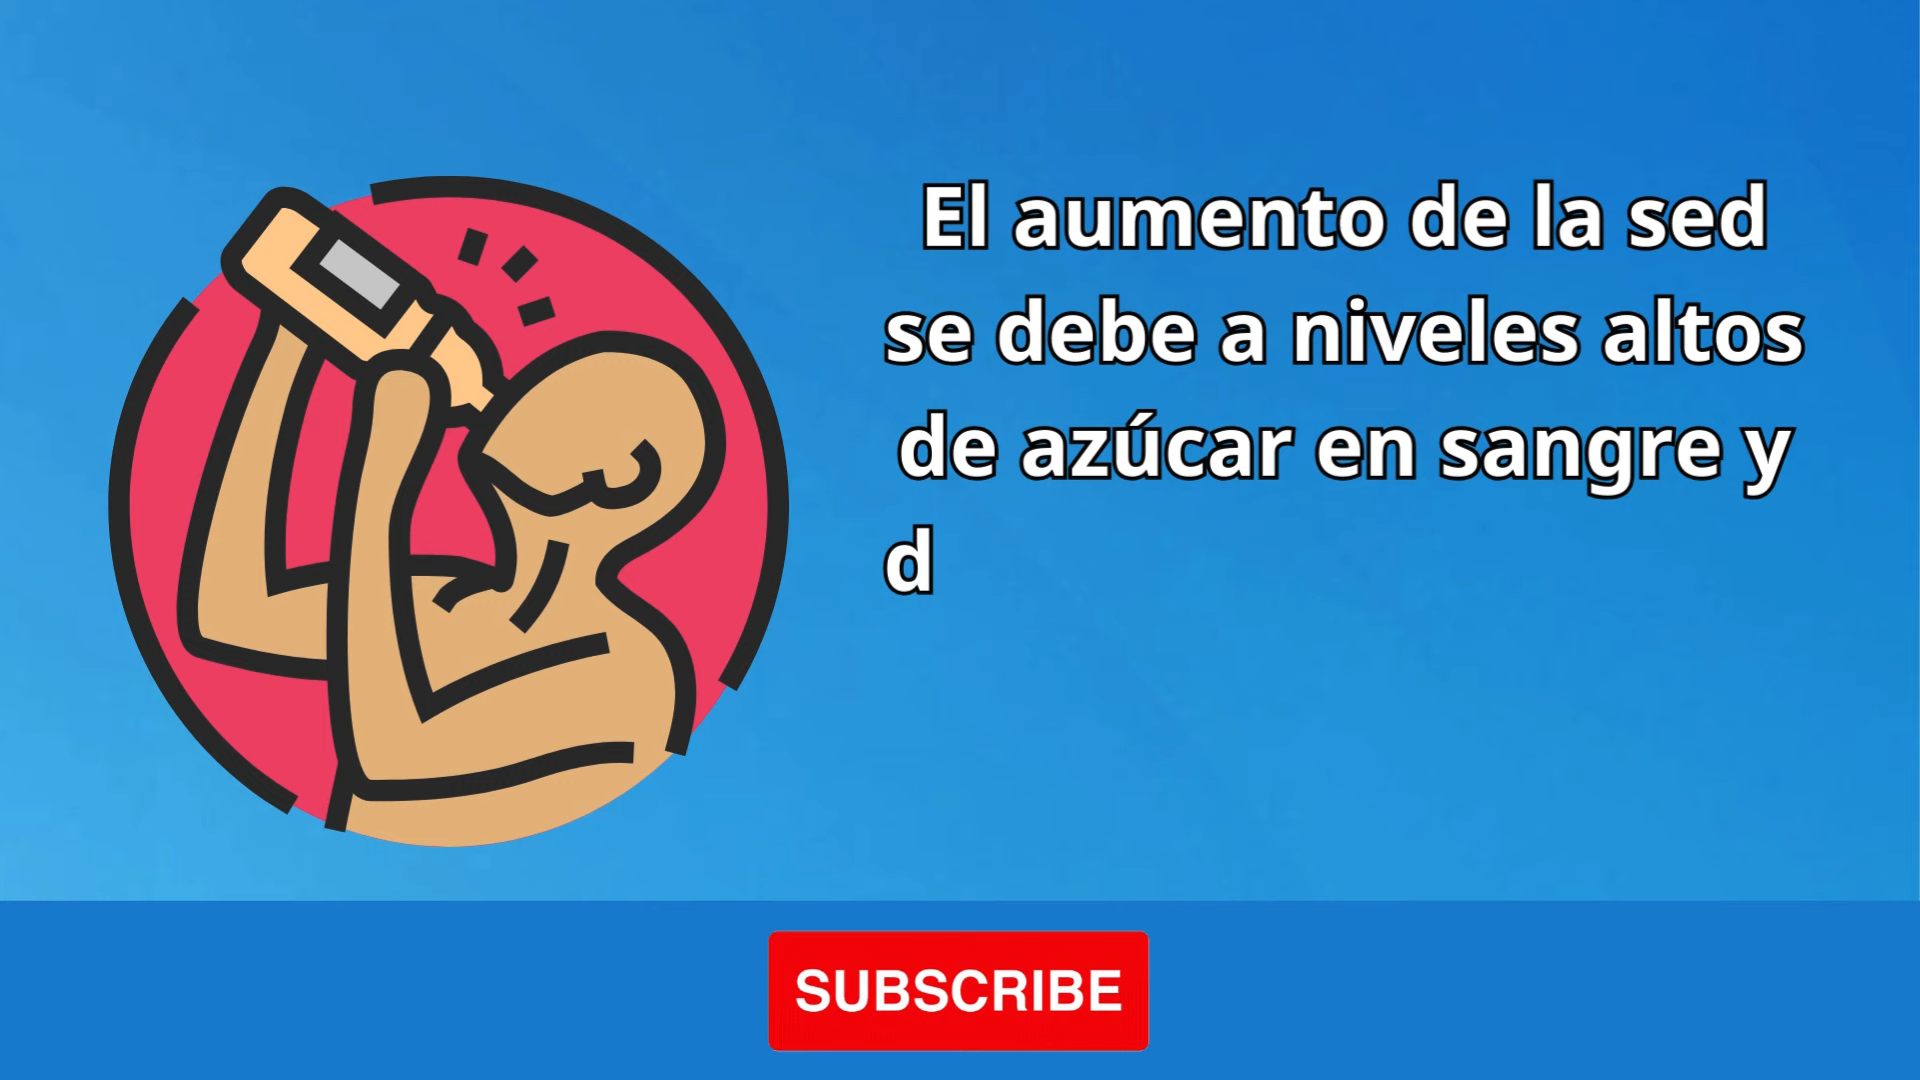 El aumento de la sed
se debe a niveles altos
de azúcar en sangre y
d
SUBSCRIBE